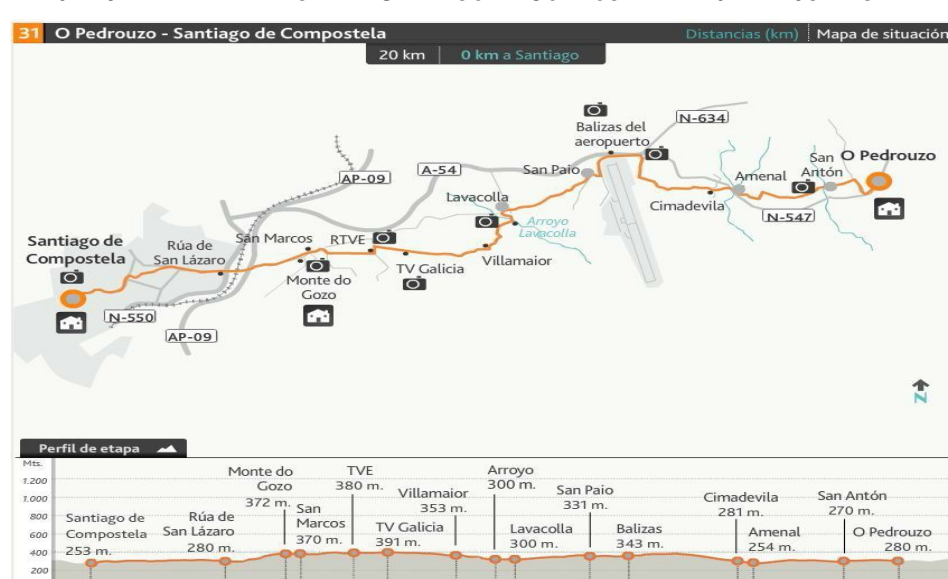 31 O Pedrouzo - Santiago de Compostela
Distancias (km) Mapa de situación
20 km 0 km a Santiago
N-634
Balizas del
aeropuerto
San Paio
A-54
AP-09
Lavacolla
Arroyo
Lavacolla
San
Antón
O Pedrouzo
Amenal
Cimadevila
N-547
Santiago de
Compostela
Rúa de
San Lázaro
San Marcos
RTVE
Monte do
Gozo
TV Galicia
Villamaior
N-550
AP-09
N
Perfil de etapa
Mts.
1.200
1.000
800
600
400
200
Santiago de
Compostela
253 m.
Rúa de
San Lázaro
280 m.
Monte do
Gozo
372 m.
San
Marcos
370 m.
TVE
380 m.
TV Galicia
391 m.
Villamaior
353 m.
Arroyo
300 m.
Lavacolla
300 m.
San Paio
331 m.
Balizas
343 m.
Cimadevila
281 m.
Amenal
254 m.
San Antón
270 m.
O Pedrouzo
280 m.